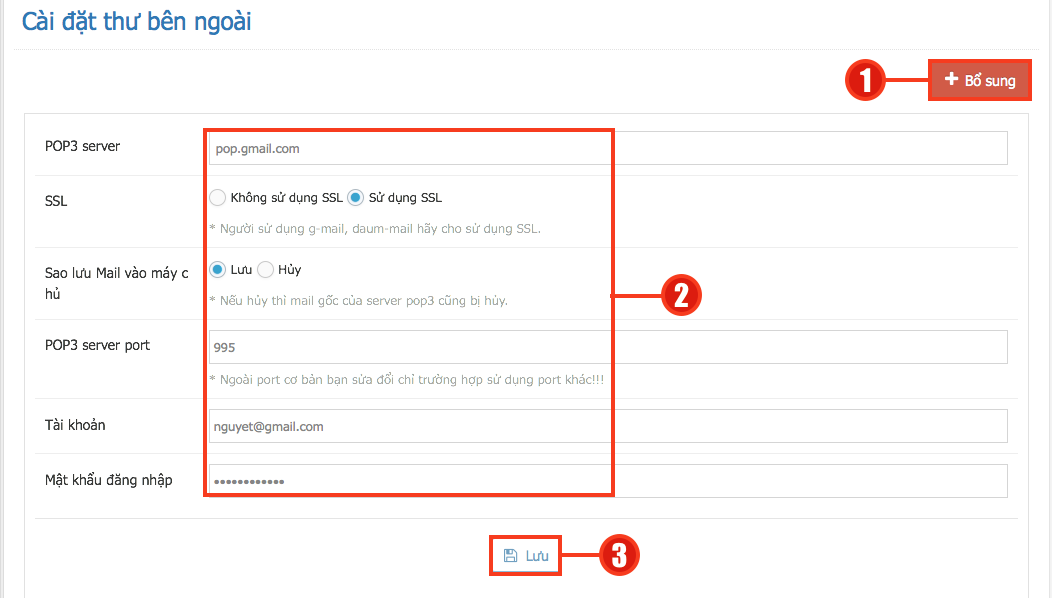 Cài đặt thư bên ngoài
1
+ Bổ sung
POP3 server
pop.gmail.com
SSL
Không sử dụng SSL Sử dụng SSL
* Người sử dụng g-mail, daum-mail hãy cho sử dụng SSL.
Sao lưu Mail vào máy c
hủ
Lưu Hủy
* Nếu hủy thì mail gốc của server pop3 cũng bị hủy.
2
POP3 server port
995
* Ngoài port cơ bản bạn sửa đổi chỉ trường hợp sử dụng port khác!!!
Tài khoản
nguyet@gmail.com
Mật khẩu đăng nhập
••••••••••••
Lưu
3